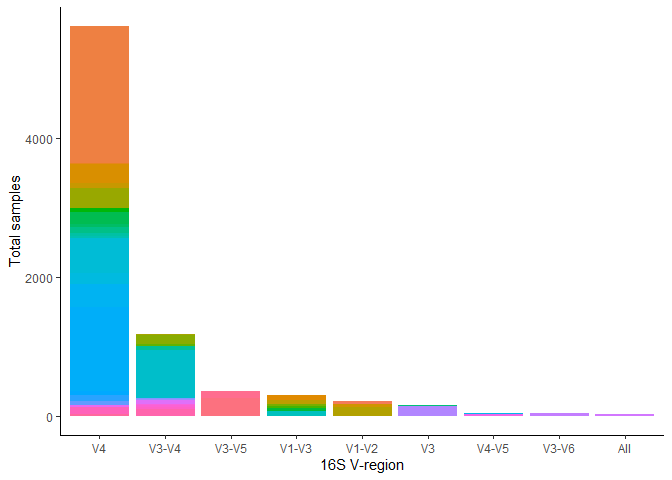 Total samples
4000
2000
0
V4 V3-V4 V3-V5 V1-V3 V1-V2 V3 V4-V5 V3-V6 All
16S V-region